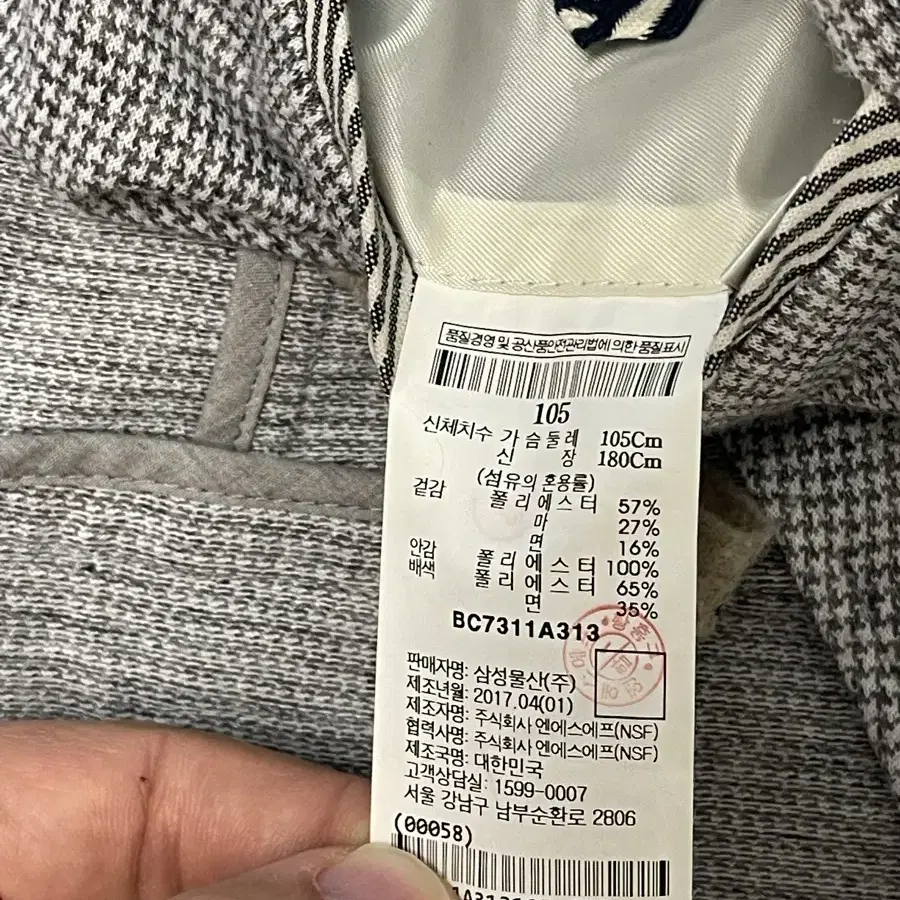 품질경영 및 공산품안전관리법에 의한 품질표시
105
신체치수 가 슴 둘 레 105Cm
신 장 180Cm
(섬유의 혼용률)
겉감 폴 리 에 스 터 57%
마 27%
면 16%
안감 폴 리 에 스 터 100%
배색 폴 리 에 스 터 65%
면 35%
BC7311A313
판매자명: 삼성물산(주)
제조년월: 2017.04(01)
제조자명: 주식회사 엔에스에프(NSF)
협력사명: 주식회사 엔에스에프(NSF)
제조국명: 대한민국
고객상담실: 1599-0007
서울 강남구 남부순환로 2806
(00058)